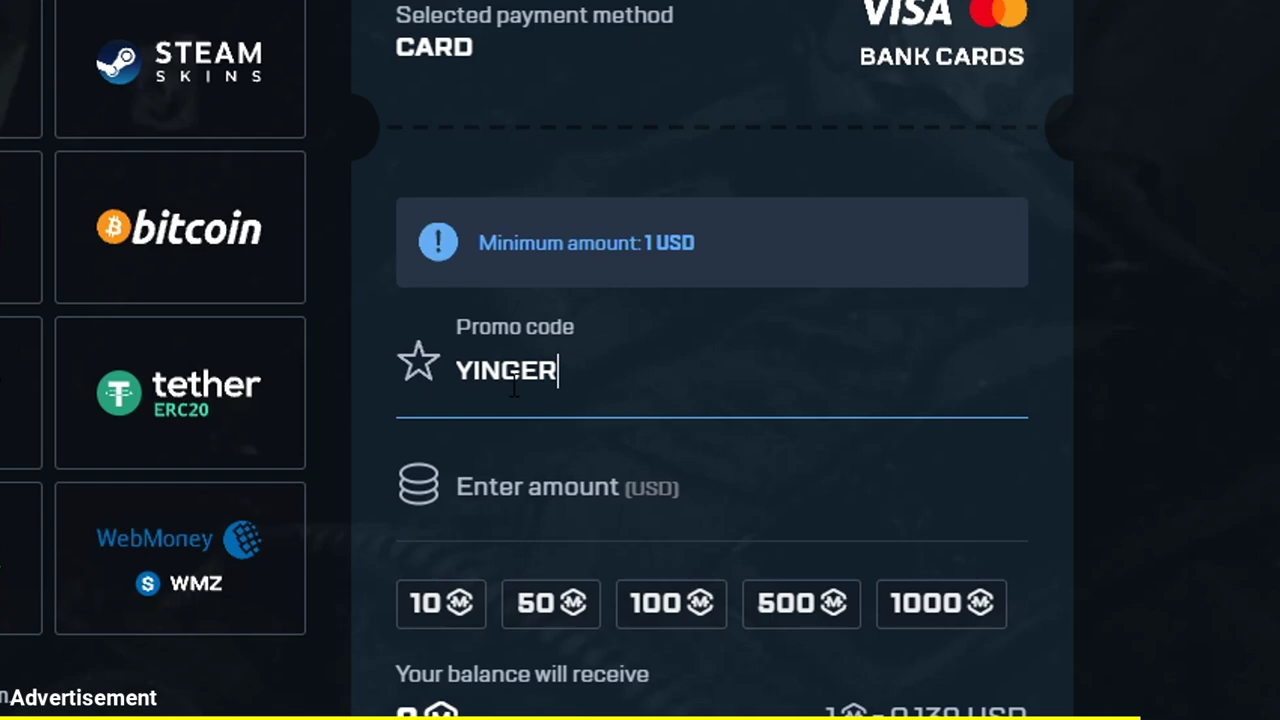 Selected payment method
CARD
VISA
BANK CARDS
STEAM
SKINS
bitcoin
Minimum amount: 1 USD
Promo code
YINGER
tether
ERC20
Enter amount (USD)
WebMoney
WMZ
10
50
100
500
1000
Your balance will receive
Advertisement